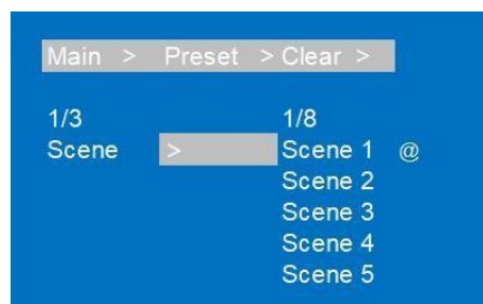 Main > Preset > Clear >
1/3 1/8
Scene > Scene 1 @
Scene 2
Scene 3
Scene 4
Scene 5